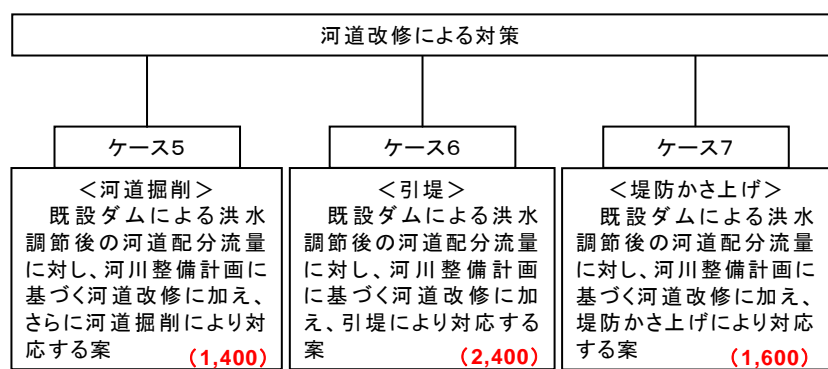 河道改修による対策
ケース5
＜河道掘削＞
既設ダムによる洪水
調節後の河道配分流量
に対し、河川整備計画に
基づく河道改修に加え、
さらに河道掘削により対
応する案
（1,400）
ケース6
＜引堤＞
既設ダムによる洪水
調節後の河道配分流量
に対し、河川整備計画
に基づく河道改修に加
え、引堤により対応する
案
（2,400）
ケース7
＜堤防かさ上げ＞
既設ダムによる洪水
調節後の河道配分流量
に対し、河川整備計画に
基づく河道改修に加え、
堤防かさ上げにより対応
する案
（1,600）